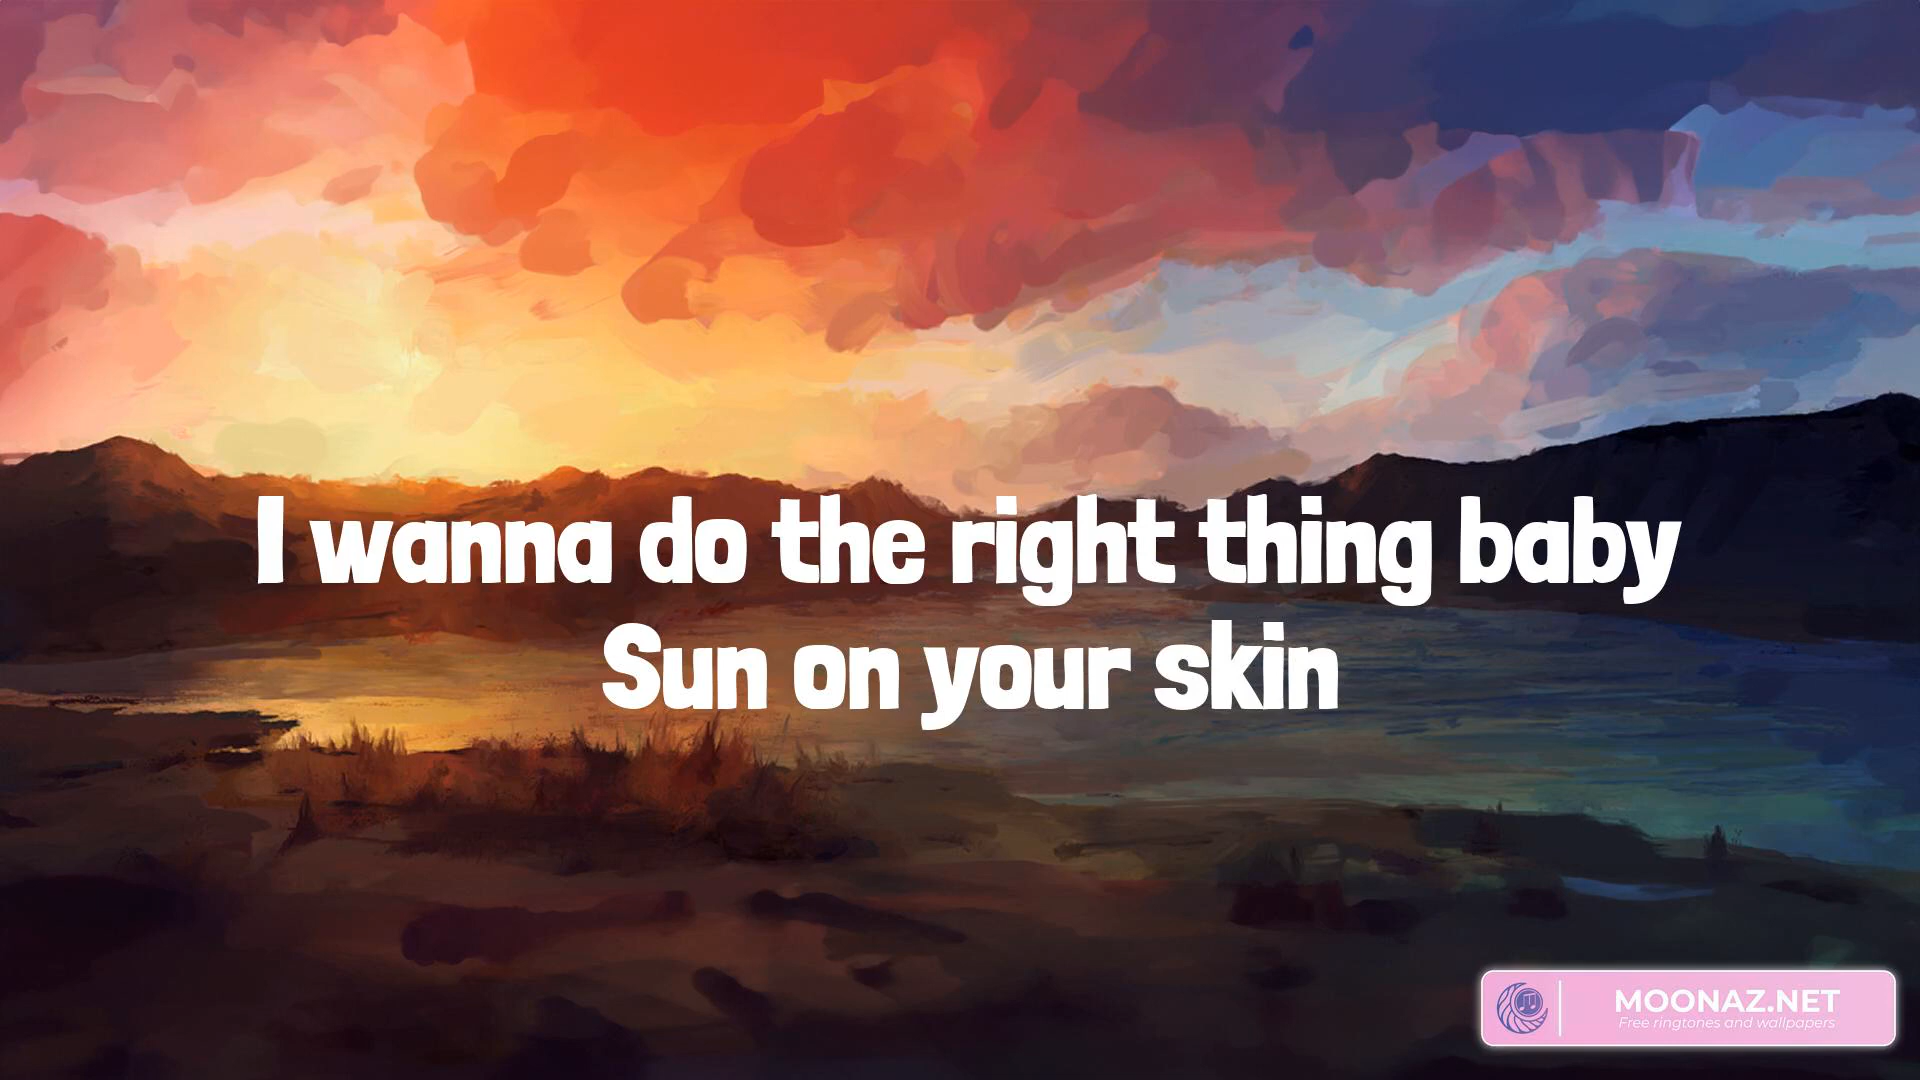 I wanna do the right thing baby
Sun on your skin
MOONAZ.NET
Free ringtones and wallpapers